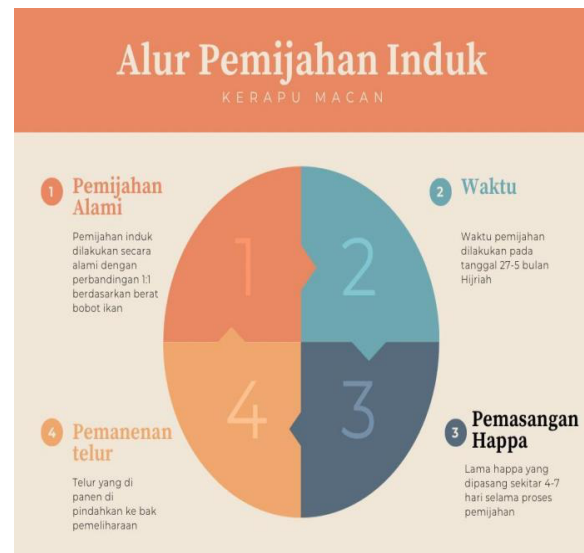 Alur Pemijahan Induk
KERAPU MACAN
1
Pemijahan
Alami
Pemijahan induk
dilakukan secara
alami dengan
perbandingan 1:1
berdasarkan berat
bobot ikan
2
Waktu
Waktu pemijahan
dilakukan pada
tanggal 27-5 bulan
Hijriah
1
2
4
3
4
Pemanenan
telur
Telur yang di
panen di
pindahkan ke bak
pemeliharaan
3
Pemasangan
Happa
Lama happa yang
dipasang sekitar 4-7
hari selama proses
pemijahan